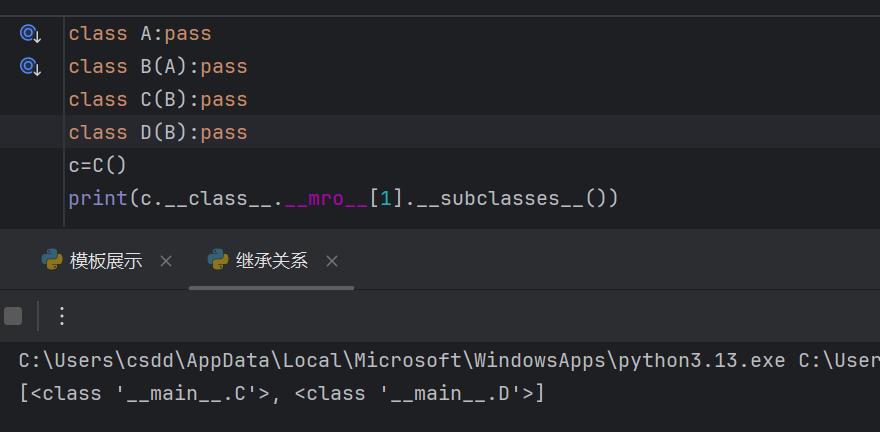 class A:pass
class B(A):pass
class C(B):pass
class D(B):pass
c=C()
print(c.__class__.__mro__[1].__subclasses__())
模板展示
继承关系
C:\Users\csdd\AppData\Local\Microsoft\WindowsApps\python3.13.exe C:\User
[<class '__main__.C'>, <class '__main__.D'>]